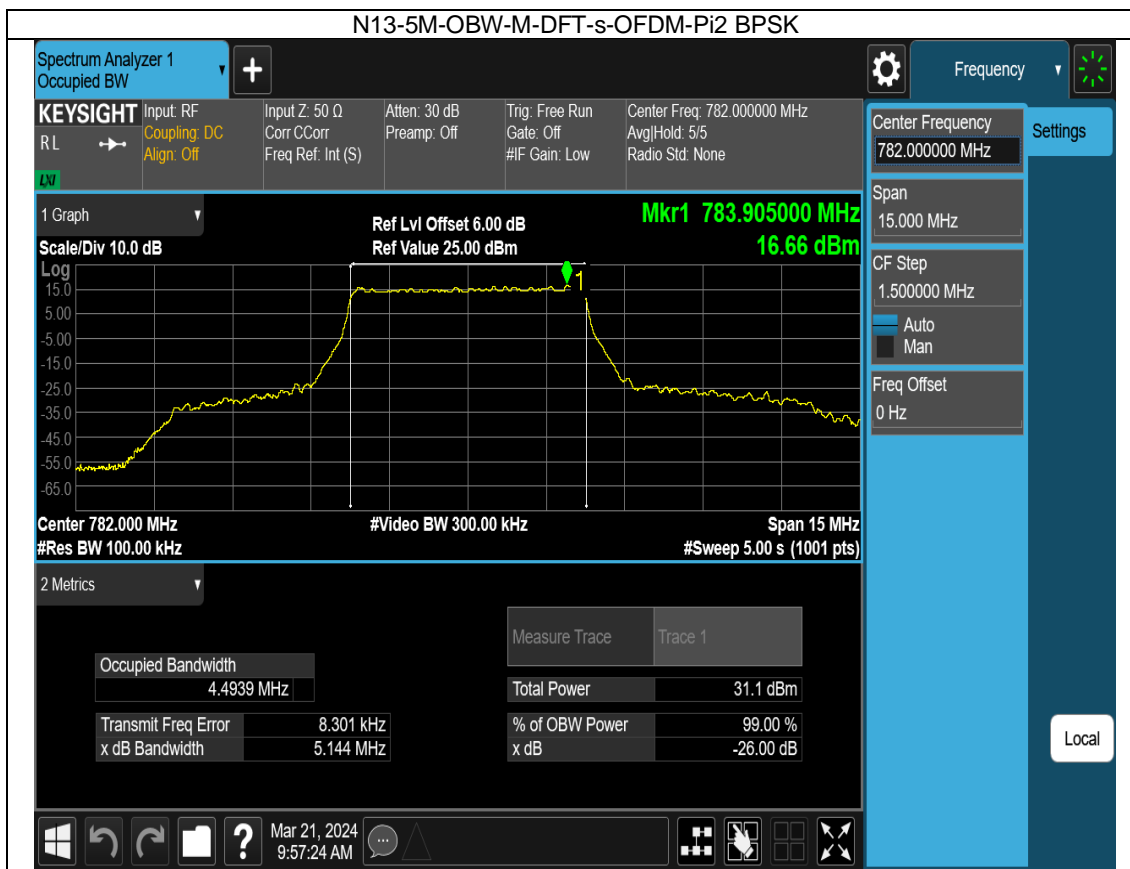 N13-5M-OBW-M-DFT-s-OFDM-Pi2 BPSK
Spectrum Analyzer 1
Occupied BW
Frequency
KEYSIGHT
RL
LXI
Input: RF
Coupling: DC
Align: Off
Input Z: 50 Ω
Corr CCorr
Freq Ref: Int (S)
Atten: 30 dB
Preamp: Off
Trig: Free Run
Gate: Off
#IF Gain: Low
Center Freq: 782.000000 MHz
Avg|Hold: 5/5
Radio Std: None
Center Frequency
782.000000 MHz
Settings
Span
15.000 MHz
CF Step
1.500000 MHz
Auto
Man
Freq Offset
0 Hz
1 Graph
Scale/Div 10.0 dB
Ref Lvl Offset 6.00 dB
Ref Value 25.00 dBm
Mkr1 783.905000 MHz
16.66 dBm
Log
15.0
5.00
-5.00
-15.0
-25.0
-35.0
-45.0
-55.0
-65.0
1
Center 782.000 MHz
#Video BW 300.00 kHz
Span 15 MHz
#Res BW 100.00 kHz
#Sweep 5.00 s (1001 pts)
2 Metrics
Measure Trace Trace 1
Occupied Bandwidth
4.4939 MHz
Total Power 31.1 dBm
Transmit Freq Error 8.301 kHz
% of OBW Power 99.00 %
x dB Bandwidth 5.144 MHz
x dB -26.00 dB
Local
?
Mar 21, 2024
9:57:24 AM